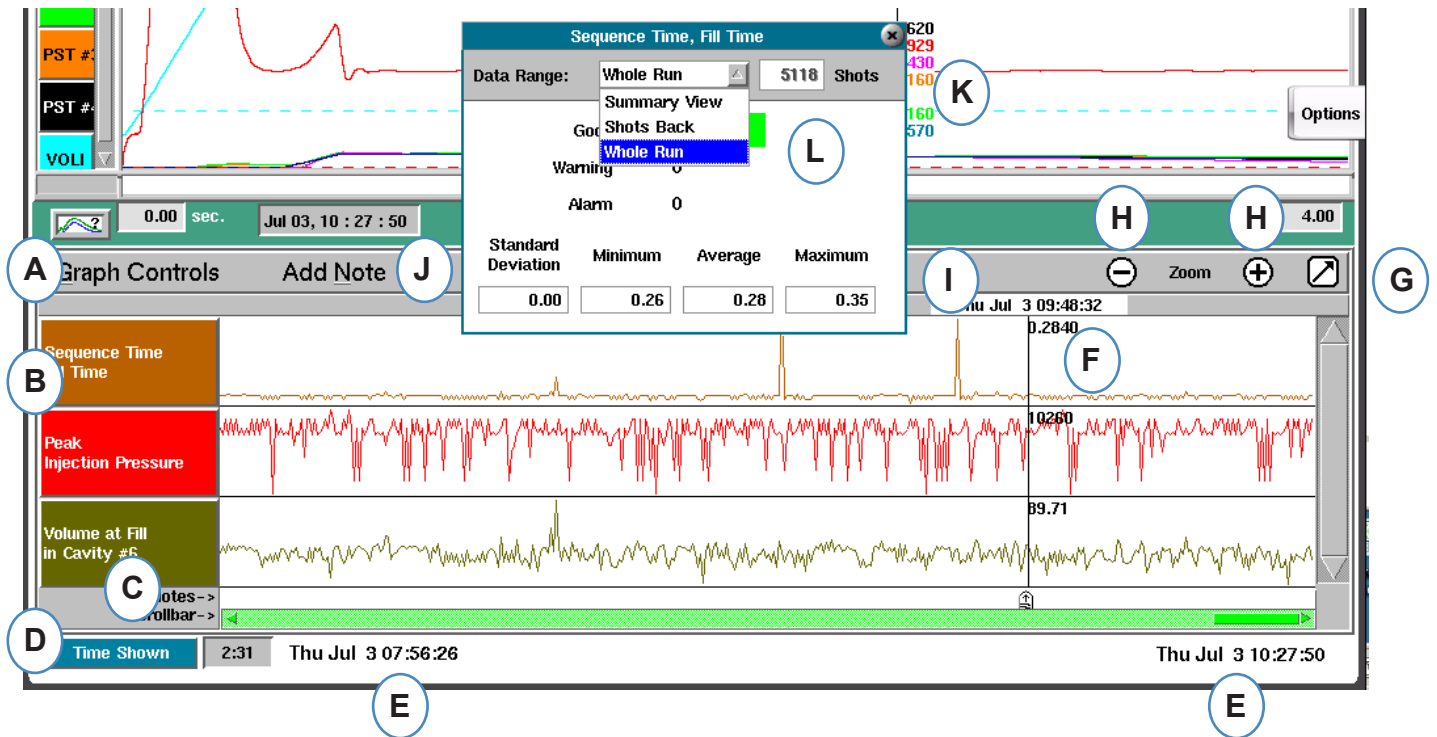 Sequence Time, Fill Time
620
929
430
160
160
570
PST #
PST #
VOLI
Data Range: Whole Run 5118 Shots
Summary View
Shots Back
Whole Run
Warning 0
Alarm 0
Standard Deviation Minimum Average Maximum
0.00 0.26 0.28 0.35
K
L
Options
0.00 sec.
Jul 03, 10 : 27 : 50
H
H
4.00
A
Graph Controls
Add Note
J
I
Zoom
G
Jul 3 09:48:32
Sequence Time
Time
B
0.2840
F
Peak
Injection Pressure
10260
Volume at Fill
in Cavity #6
89.71
C
D
Time Shown
2:31
Thu Jul 3 07:56:26
Thu Jul 3 10:27:50
E
E